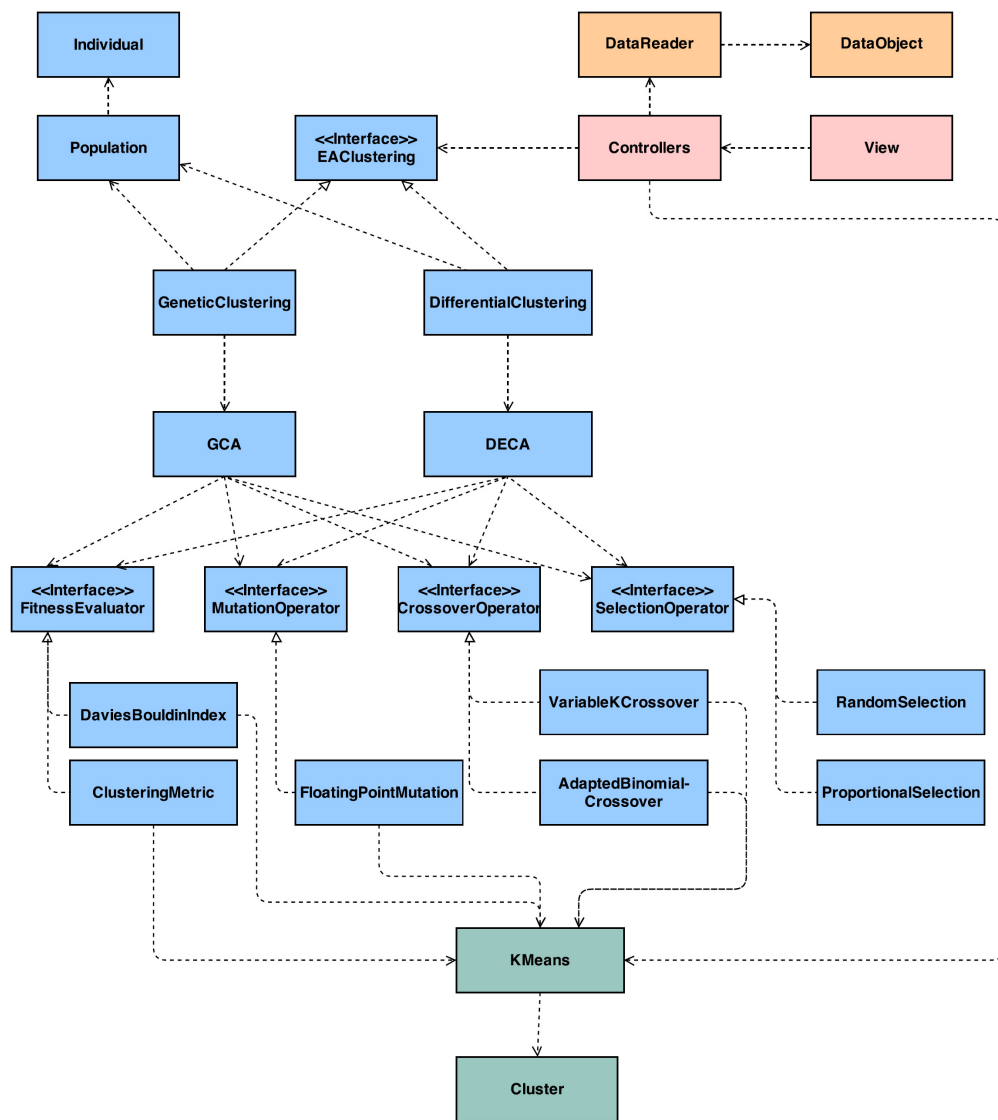 Individual
DataReader
DataObject
Population
<<Interface>>
EAClustering
Controllers
View
GeneticClustering
DifferentialClustering
GCA
DECA
<<Interface>>
FitnessEvaluator
<<Interface>>
MutationOperator
<<Interface>>
CrossoverOperator
<<Interface>>
SelectionOperator
DaviesBouldinIndex
VariableKCrossover
RandomSelection
ClusteringMetric
FloatingPointMutation
AdaptedBinomial-
Crossover
ProportionalSelection
KMeans
Cluster